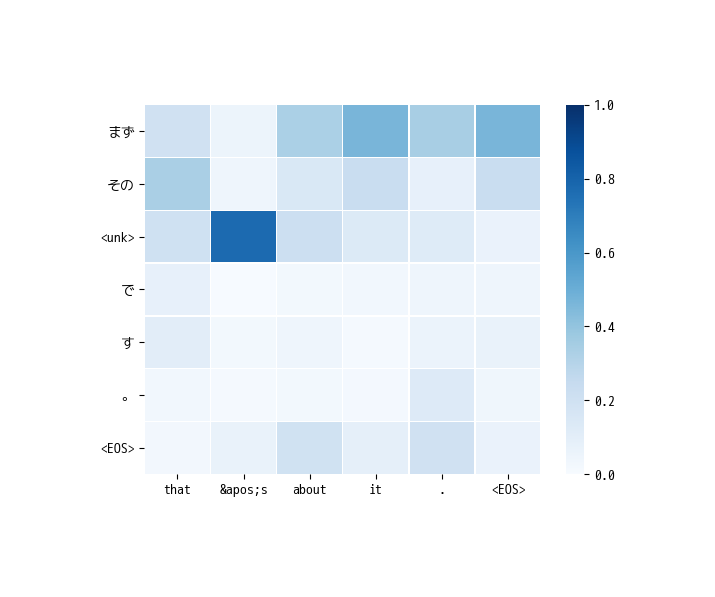 まず
その
<unk>
で
す
。
<EOS>
that &apos;s about it . <EOS>
1.0
0.8
0.6
0.4
0.2
0.0